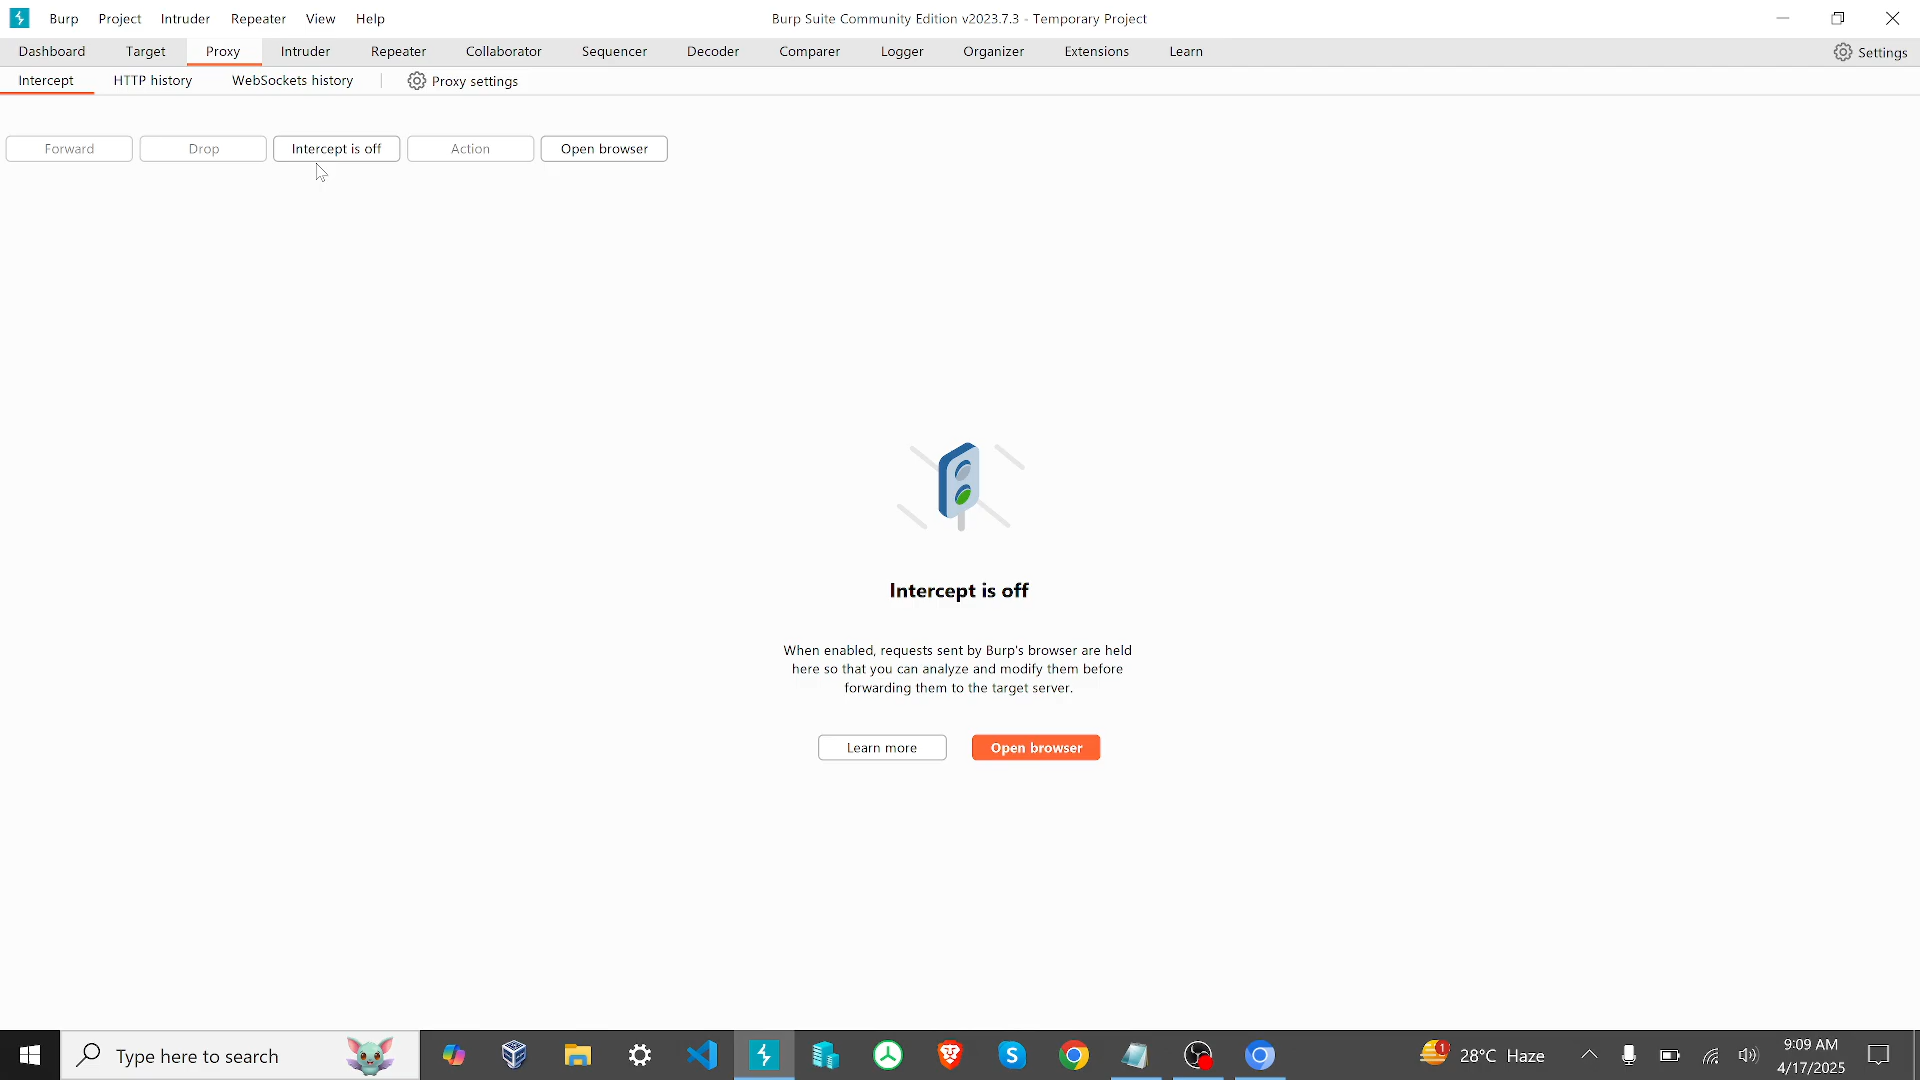 Burp Project Intruder Repeater View Help Burp Suite Community Edition v2023.7.3 - Temporary Project
Dashboard Target Proxy Intruder Repeater Collaborator Sequencer Decoder Comparer Logger Organizer Extensions Learn Settings
Intercept HTTP history WebSockets history Proxy settings
Forward Drop Intercept is off Action Open browser
Intercept is off
When enabled, requests sent by Burp's browser are held
here so that you can analyze and modify them before
forwarding them to the target server.
Learn more Open browser
Type here to search 1 28°C Haze 9:09 AM
4/17/2025